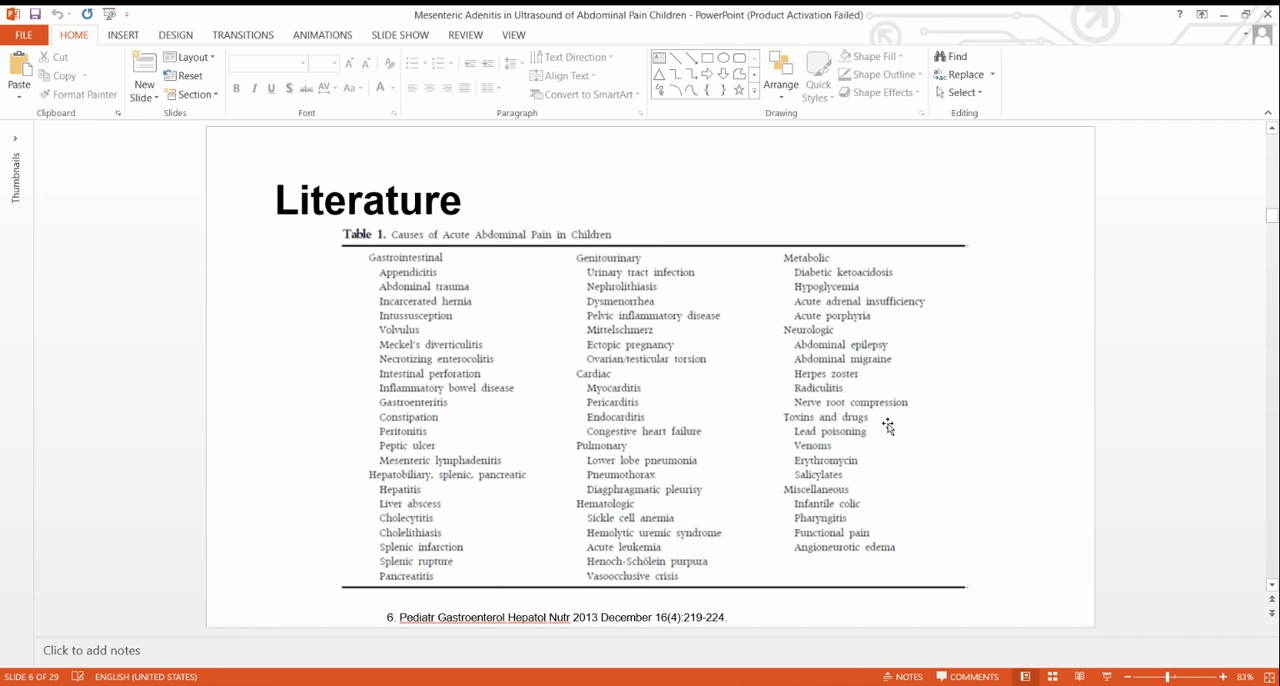 Mesenteric Adenitis in Ultrasound of Abdominal Pain Children - PowerPoint (Product Activation Failed)
FILE HOME INSERT DESIGN TRANSITIONS ANIMATIONS SLIDE SHOW REVIEW VIEW
Paste
Cut
Copy
Format Painter
Clipboard
New
Slide
Layout
Reset
Section
Slides
B I U S abc AV Aa A
Font
Text Direction
Align Text
Convert to SmartArt
Paragraph
Arrange
Quick
Styles
Shape Fill
Shape Outline
Shape Effects
Drawing
Find
Replace
Select
Editing
Thumbnails
Literature
Table 1. Causes of Acute Abdominal Pain in Children
Gastrointestinal
Appendicitis
Abdominal trauma
Incarcerated hernia
Intussusception
Volvulus
Meckel's diverticulitis
Necrotizing enterocolitis
Intestinal perforation
Inflammatory bowel disease
Gastroenteritis
Constipation
Peritonitis
Peptic ulcer
Mesenteric lymphadenitis
Hepatobiliary, splenic, pancreatic
Hepatitis
Liver abscess
Cholecytitis
Cholelithiasis
Splenic infarction
Splenic rupture
Pancreatitis
Genitourinary
Urinary tract infection
Nephrolithiasis
Dysmenorrhea
Pelvic inflammatory disease
Mittelschmerz
Ectopic pregnancy
Ovarian/testicular torsion
Cardiac
Myocarditis
Pericarditis
Endocarditis
Congestive heart failure
Pulmonary
Lower lobe pneumonia
Pneumothorax
Diagphragmatic pleurisy
Hematologic
Sickle cell anemia
Hemolytic uremic syndrome
Acute leukemia
Henoch-Schölein purpura
Vasoocclusive crisis
Metabolic
Diabetic ketoacidosis
Hypoglycemia
Acute adrenal insufficiency
Acute porphyria
Neurologic
Abdominal epilepsy
Abdominal migraine
Herpes zoster
Radiculitis
Nerve root compression
Toxins and drugs
Lead poisoning
Venoms
Erythromycin
Salicylates
Miscellaneous
Infantile colic
Pharyngitis
Functional pain
Angioneurotic edema
6. Pediatr Gastroenterol Hepatol Nutr 2013 December 16(4):219-224.
Click to add notes
SLIDE 6 OF 29 ENGLISH (UNITED STATES) NOTES COMMENTS 83%